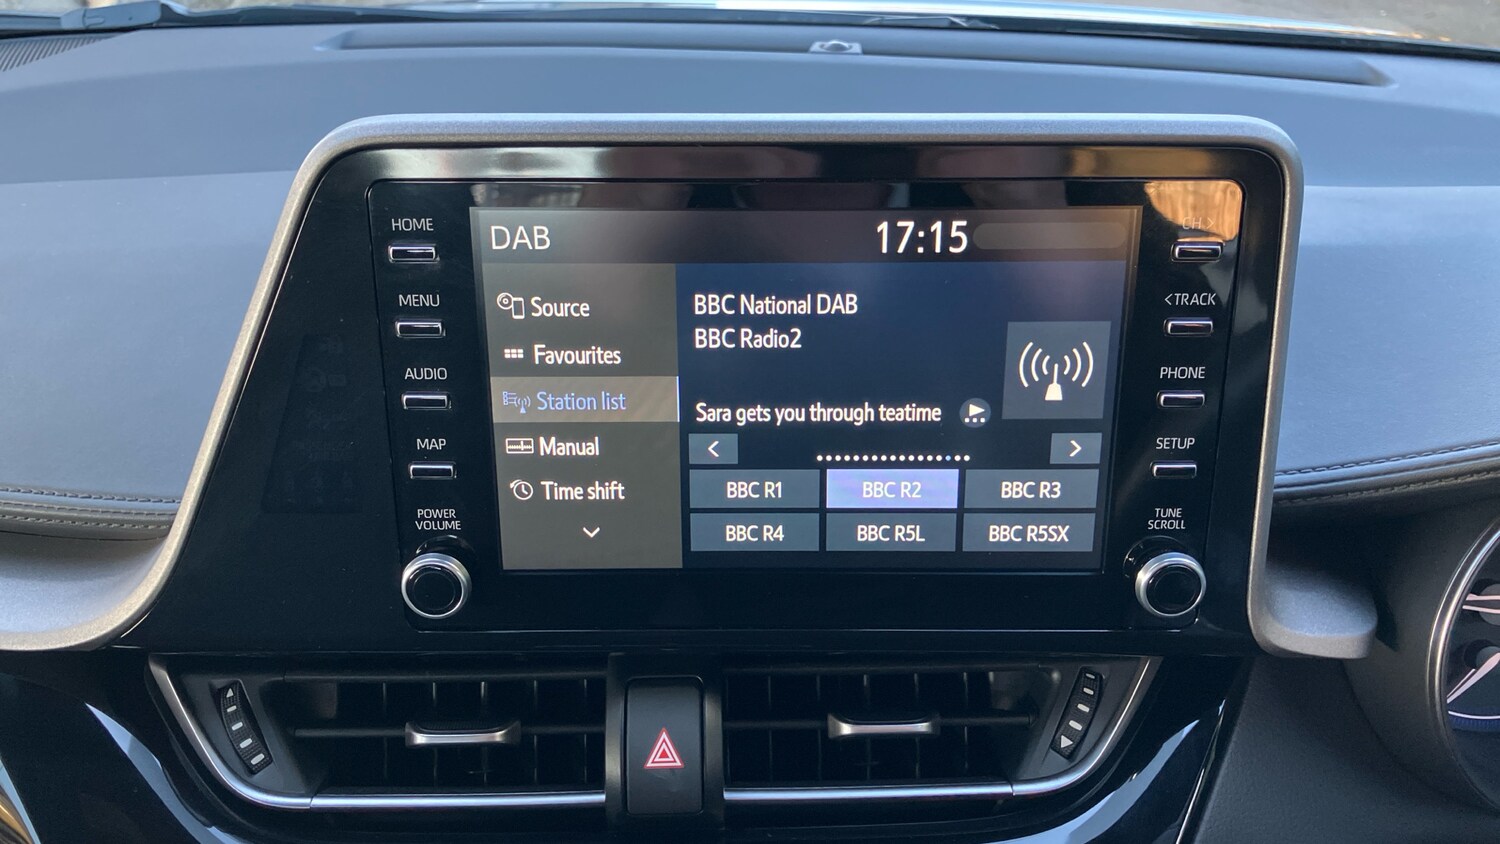 HOME
MENU
AUDIO
MAP
POWER
VOLUME
DAB
17:15
Source
Favourites
Station list
Manual
Time shift
BBC National DAB
BBC Radio2
Sara gets you through teatime
<
>
BBC R1
BBC R2
BBC R3
BBC R4
BBC R5L
BBC R5SX
CH >
<TRACK
PHONE
SETUP
TUNE
SCROLL